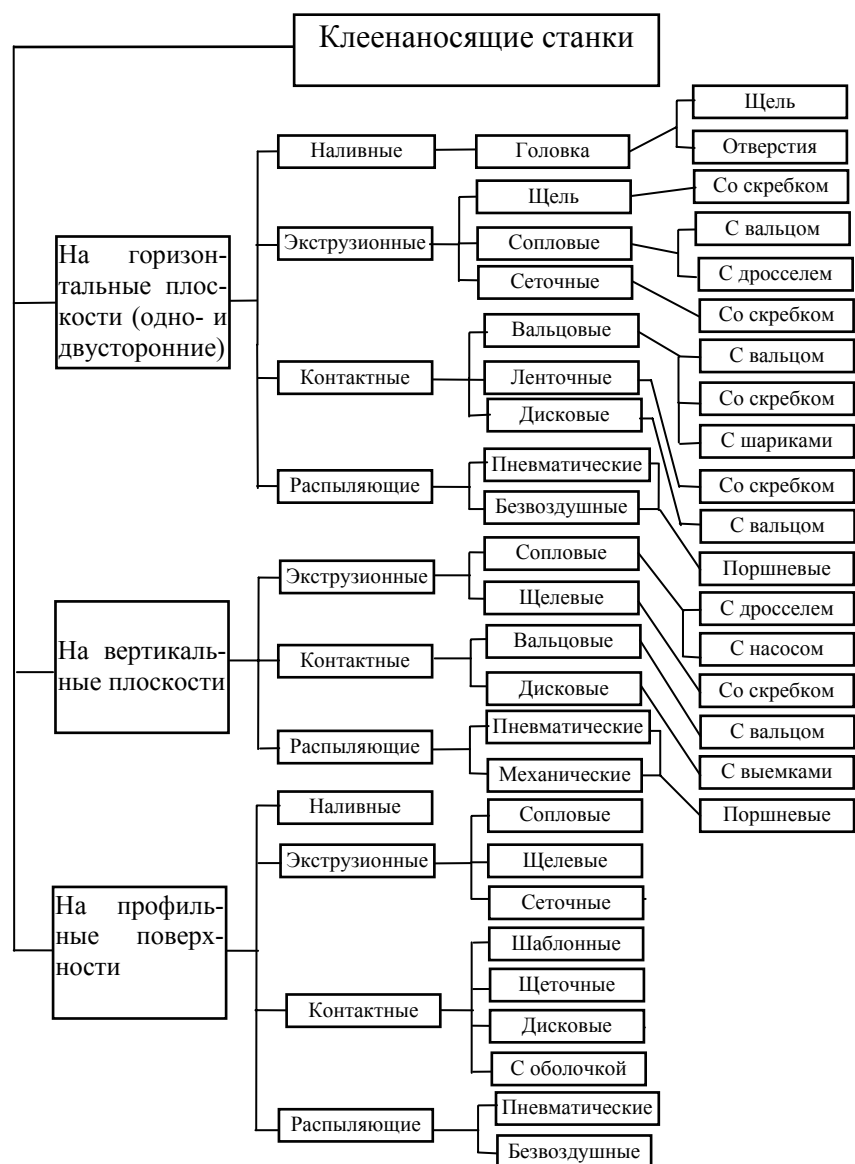 Клеенаносящие станки
Щель
Наливные
Головка
Отверстия
Щель
Со скребком
На горизон-
тальные плос-
кости (одно- и
двусторонние)
Экструзионные
Сопловые
С вальцом
С дросселем
Сеточные
Со скребком
Вальцовые
С вальцом
Контактные
Ленточные
Со скребком
Дисковые
С шариками
Пневматические
Со скребком
Распыляющие
Безвоздушные
С вальцом
Сопловые
Поршневые
Экструзионные
Щелевые
С дросселем
На вертикаль-
ные плоскости
Вальцовые
С насосом
Контактные
Дисковые
Со скребком
Пневматические
С вальцом
Распыляющие
Механические
С выемками
Наливные
Сопловые
Поршневые
Экструзионные
Щелевые
Сеточные
На профиль-
ные поверх-
ности
Шаблонные
Щеточные
Контактные
Дисковые
С оболочкой
Пневматические
Распыляющие
Безвоздушные